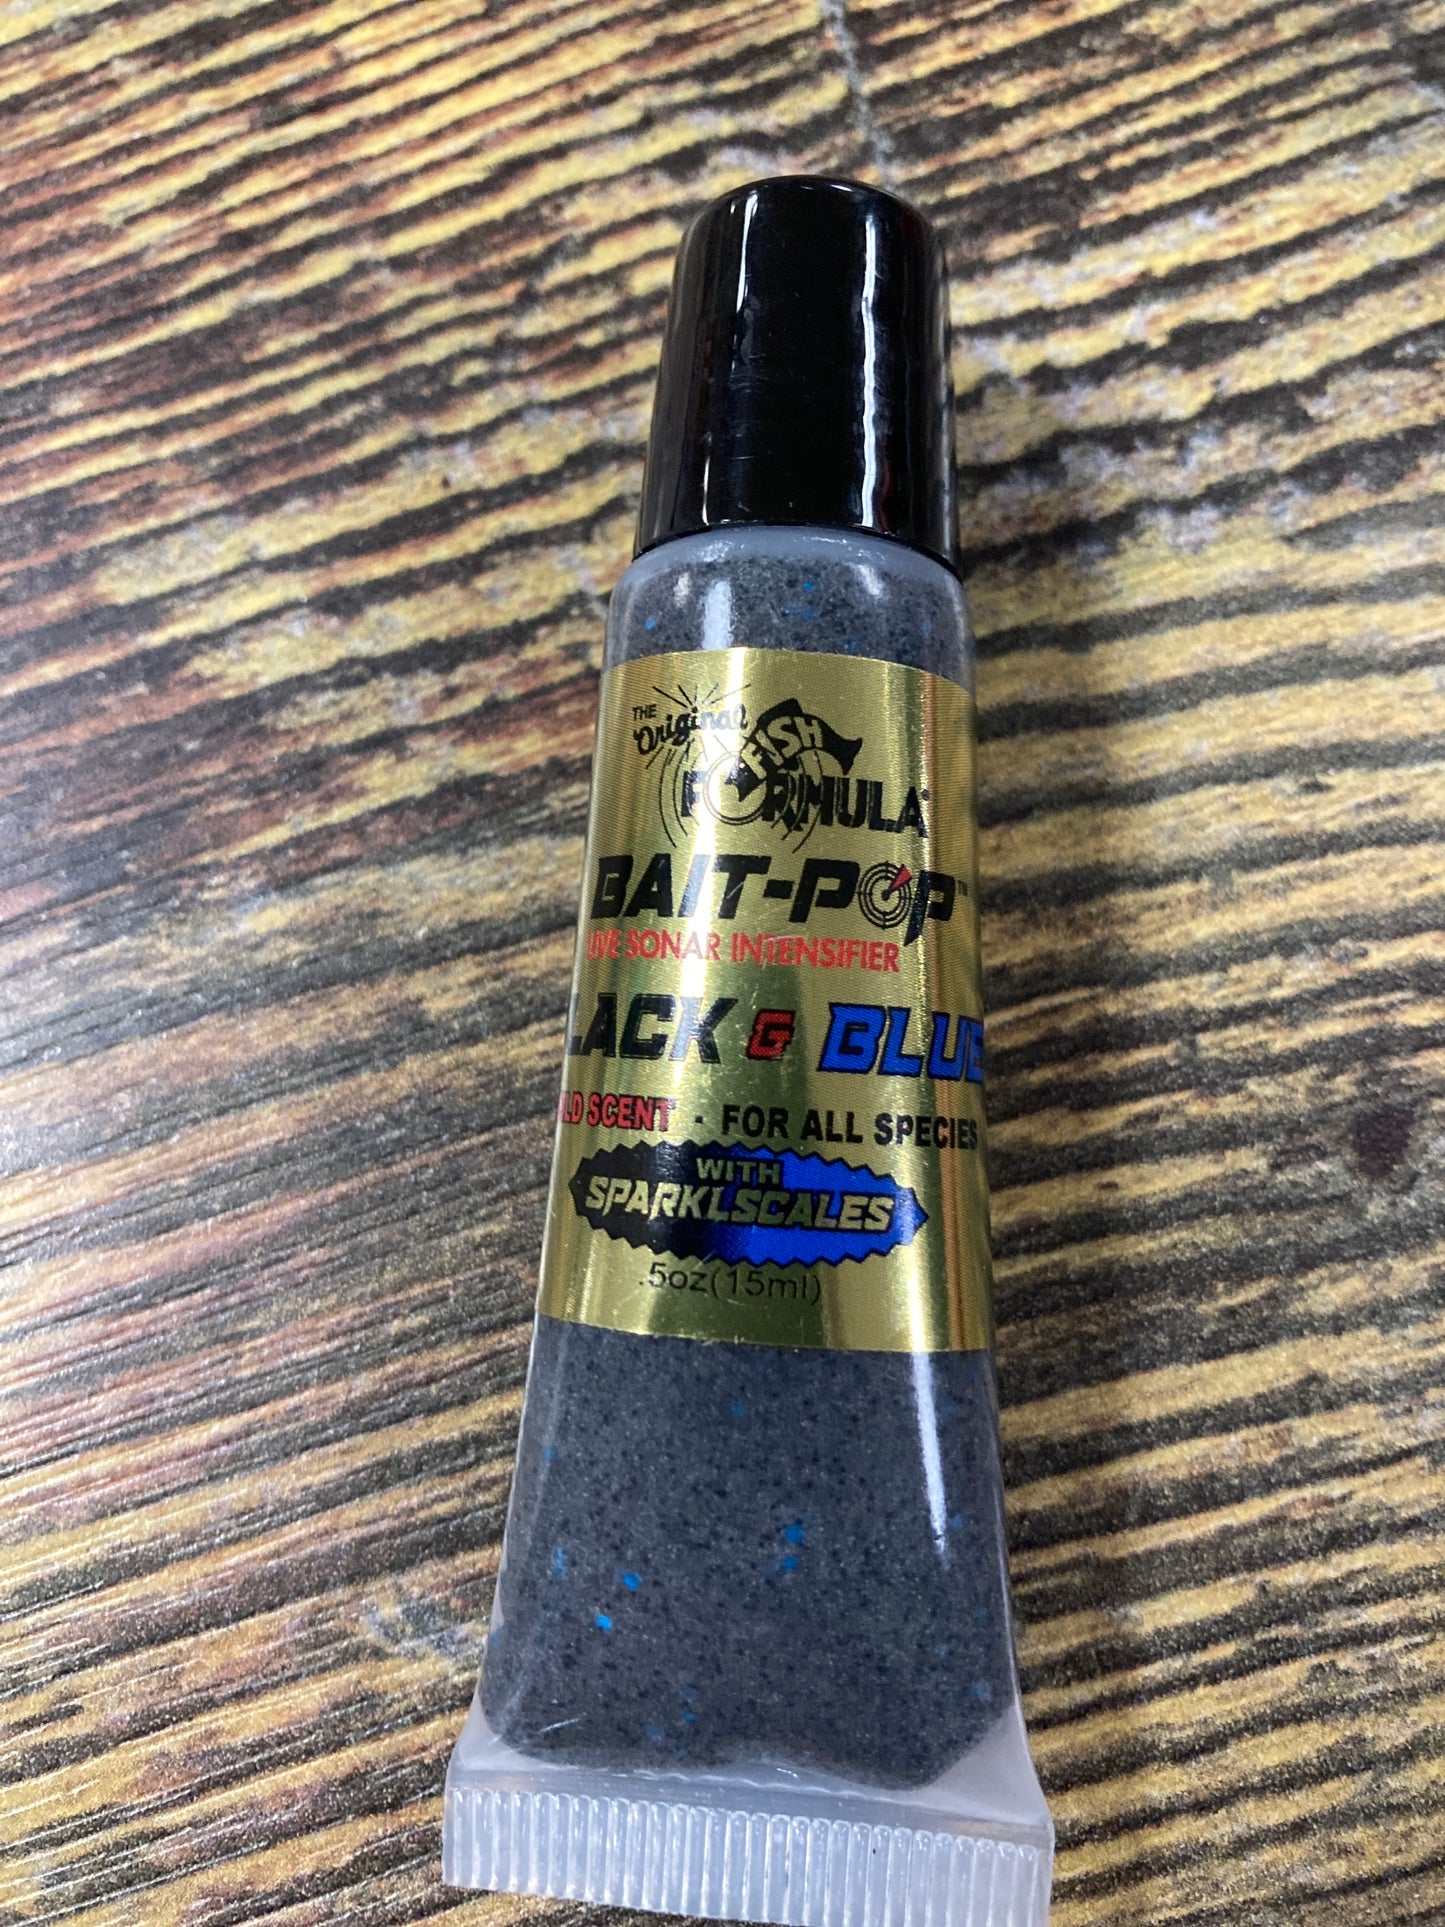 THE
Original
FISH
FORMULA®
BAIT-POP™
LIVE SONAR INTENSIFIER
LACK & BLUE
LD SCENT · FOR ALL SPECIES
WITH
SPARKLSCALES
.5oz(15ml)